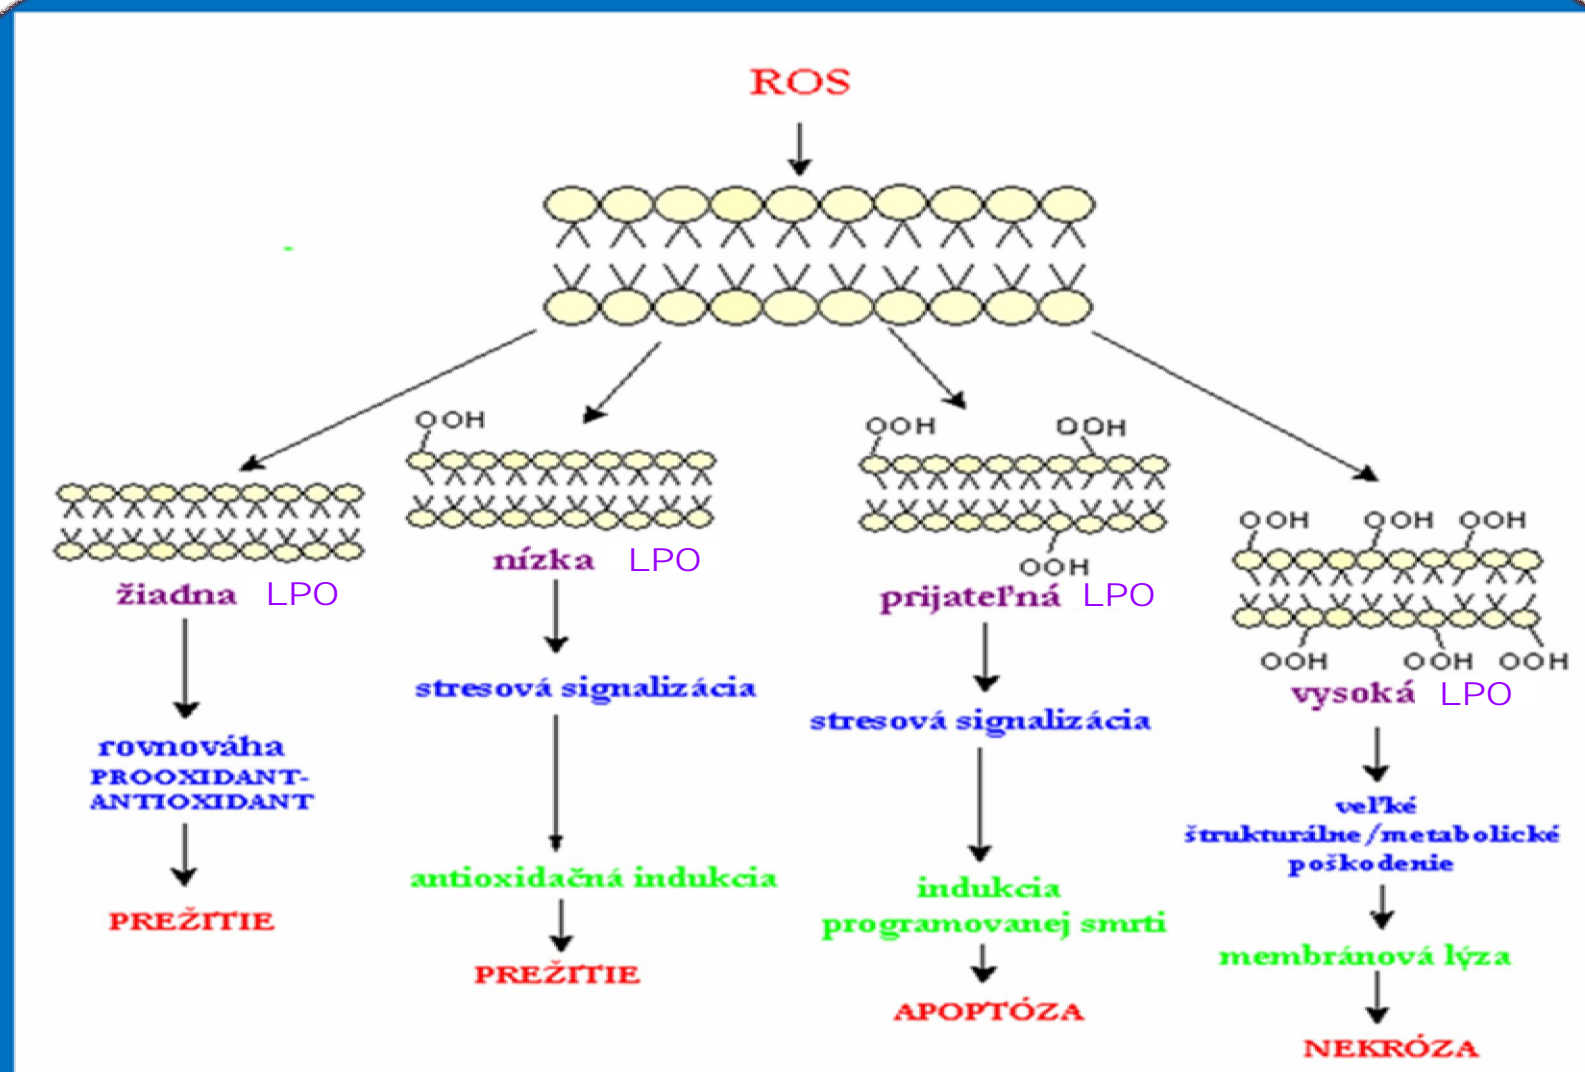 ROS
OOH
OOH
OOH
OOH
žiadna LPO
nízka LPO
prijateľná LPO
OOH
OOH
OOH
OOH
OOH
OOH
vysoká LPO
rovnováha
PROOXIDANT-
ANTIOXIDANT
PREŽITIE
stresová signalizácia
antioxidačná indukcia
PREŽITIE
stresová signalizácia
indukcia
programovanej smrti
APOPTÓZA
veľké
štrukturálne/metabolické
poškodenie
membránová lýza
NEKRÓZA